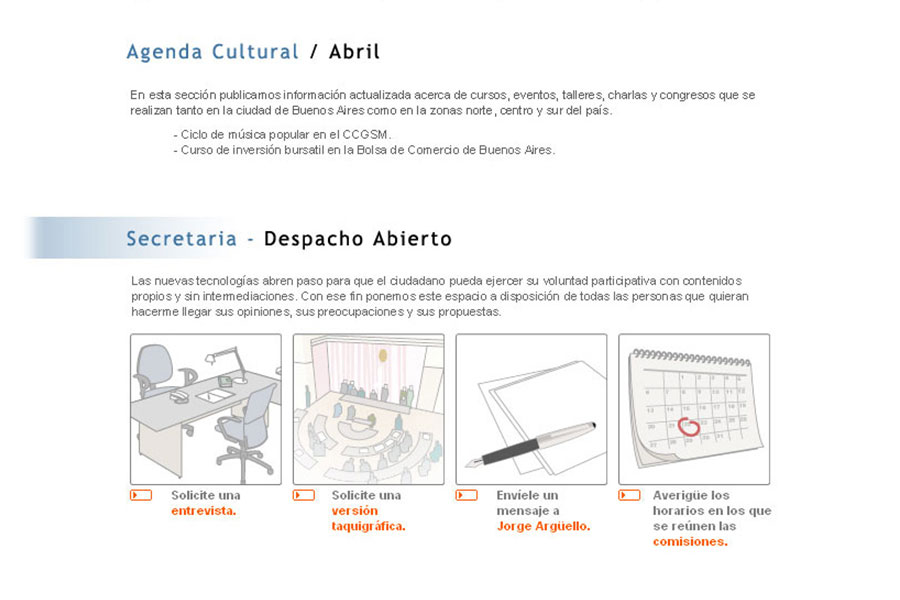 Agenda Cultural / Abril
En esta sección publicamos información actualizada acerca de cursos, eventos, talleres, charlas y congresos que se
realizan tanto en la ciudad de Buenos Aires como en la zonas norte, centro y sur del país.
- Ciclo de música popular en el CCGSM.
- Curso de inversión bursatil en la Bolsa de Comercio de Buenos Aires.
Secretaria - Despacho Abierto
Las nuevas tecnologías abren paso para que el ciudadano pueda ejercer su voluntad participativa con contenidos
propios y sin intermediaciones. Con ese fin ponemos este espacio a disposición de todas las personas que quieran
hacerme llegar sus opiniones, sus preocupaciones y sus propuestas.
Solicite una
entrevista.
Solicite una
versión
taquigráfica.
Envíele un
mensaje a
Jorge Argüello.
Averigüe los
horarios en los que
se reúnen las
comisiones.